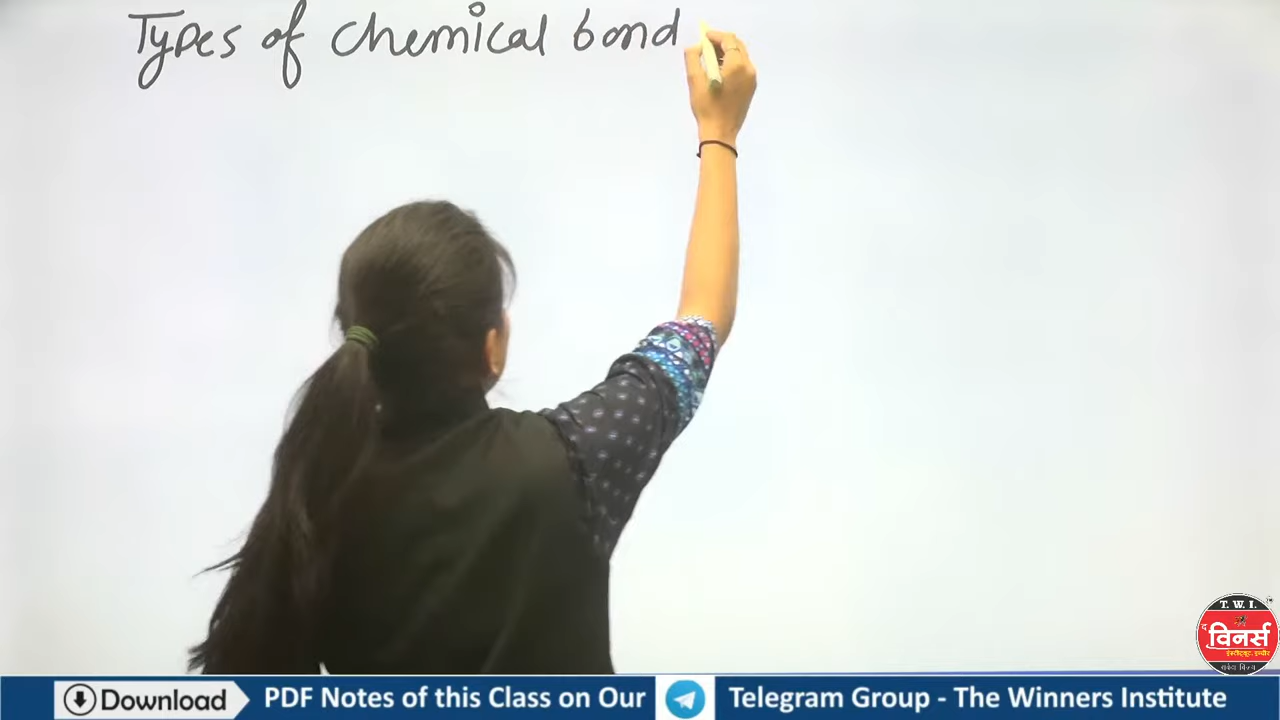 Types of chemical bond
T. W. I.
द
विनर्स
Download PDF Notes of this Class on Our Telegram Group - The Winners Institute